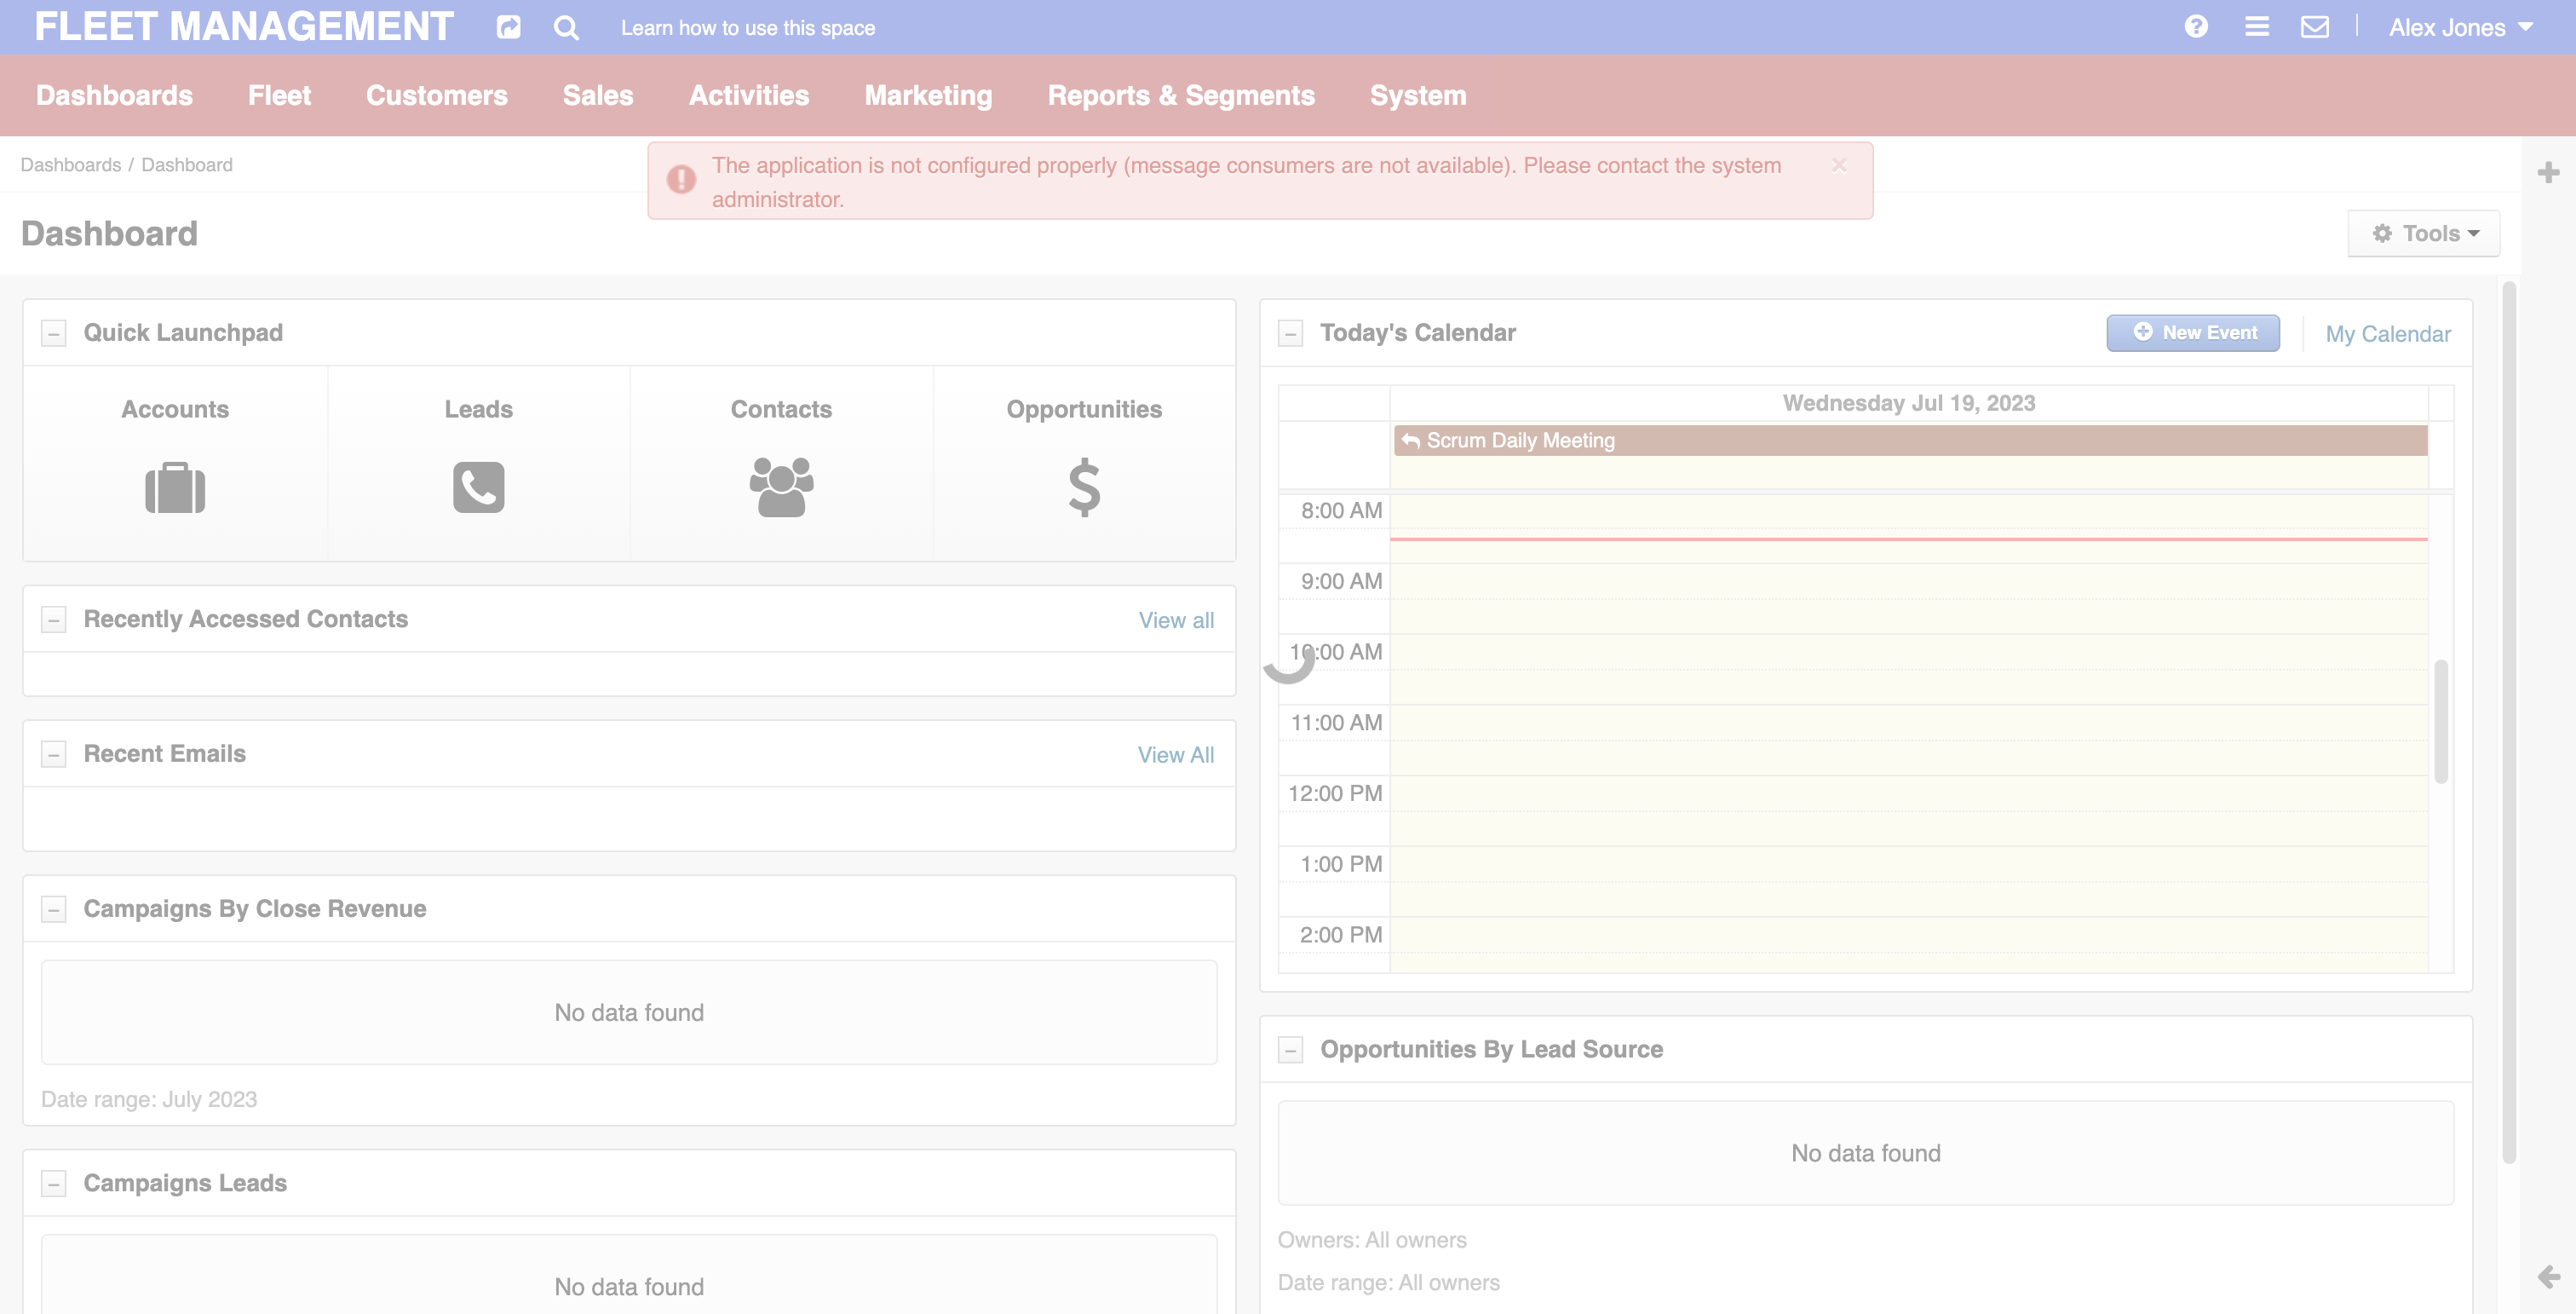 FLEET MANAGEMENT
Learn how to use this space
Alex Jones
Dashboards
Fleet
Customers
Sales
Activities
Marketing
Reports & Segments
System
Dashboards / Dashboard
The application is not configured properly (message consumers are not available). Please contact the system
administrator.
×
Dashboard
Tools
Quick Launchpad
Accounts
Leads
Contacts
Opportunities
Recently Accessed Contacts
View all
Recent Emails
View All
Campaigns By Close Revenue
No data found
Date range: July 2023
Campaigns Leads
No data found
Today's Calendar
New Event
My Calendar
Wednesday Jul 19, 2023
Scrum Daily Meeting
8:00 AM
9:00 AM
10:00 AM
11:00 AM
12:00 PM
1:00 PM
2:00 PM
Opportunities By Lead Source
No data found
Owners: All owners
Date range: All owners